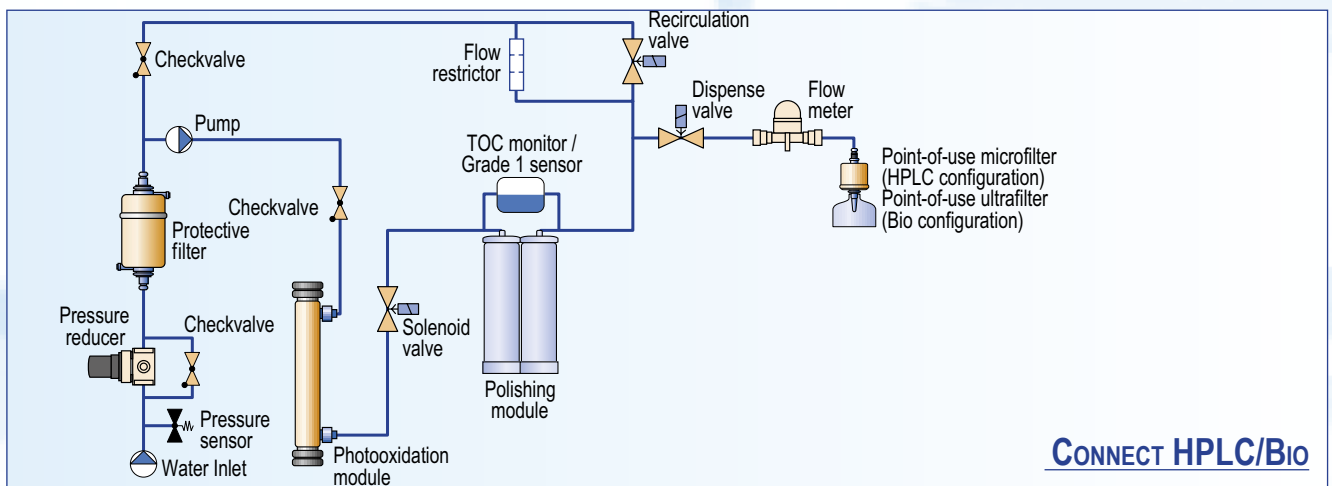 Recirculation
valve
Checkvalve
Flow
restrictor
Dispense
valve
Flow
meter
Pump
TOC monitor /
Grade 1 sensor
Point-of-use microfilter
(HPLC configuration)
Point-of-use ultrafilter
(Bio configuration)
Checkvalve
Protective
filter
Pressure
reducer
Checkvalve
Solenoid
valve
Polishing
module
Pressure
sensor
Water Inlet
Photooxidation
module
CONNECT HPLC/BIO